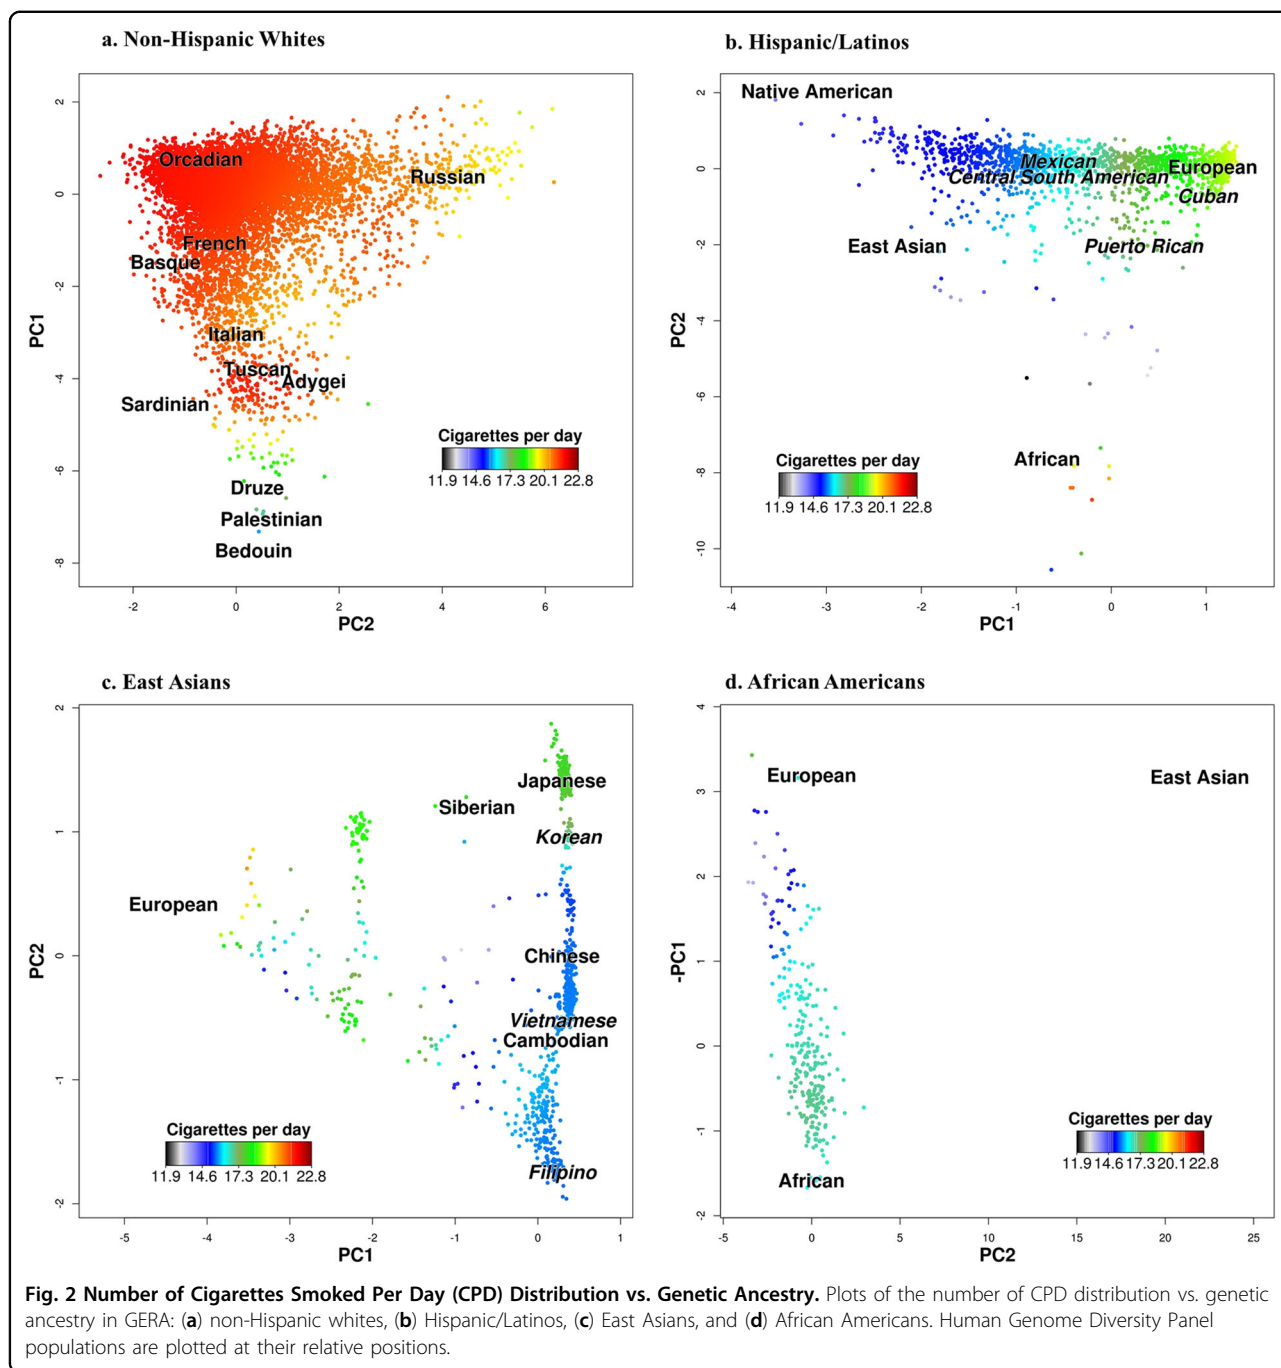 a. Non-Hispanic Whites
2
0
-2
-4
-6
-8
PC1
Orcadian
Russian
French
Basque
Italian
Tuscan
Adygei
Sardinian
Druze
Palestinian
Bedouin
Cigarettes per day
11.9 14.6 17.3 20.1 22.8
-2 0 2 4 6
PC2
b. Hispanic/Latinos
2
0
-2
-4
-6
-8
-10
PC2
Native American
Mexican
Central South American
European
Cuban
East Asian
Puerto Rican
African
Cigarettes per day
11.9 14.6 17.3 20.1 22.8
-4 -3 -2 -1 0 1
PC1
c. East Asians
2
1
0
-1
-2
PC2
Japanese
Siberian
Korean
European
Chinese
Vietnamese
Cambodian
Filipino
Cigarettes per day
11.9 14.6 17.3 20.1 22.8
-5 -4 -3 -2 -1 0 1
PC1
d. African Americans
4
3
2
1
0
-1
-2
-PC1
European
East Asian
African
Cigarettes per day
11.9 14.6 17.3 20.1 22.8
-5 0 5 10 15 20 25
PC2
Fig. 2 Number of Cigarettes Smoked Per Day (CPD) Distribution vs. Genetic Ancestry. Plots of the number of CPD distribution vs. genetic
ancestry in GERA: (a) non-Hispanic whites, (b) Hispanic/Latinos, (c) East Asians, and (d) African Americans. Human Genome Diversity Panel
populations are plotted at their relative positions.